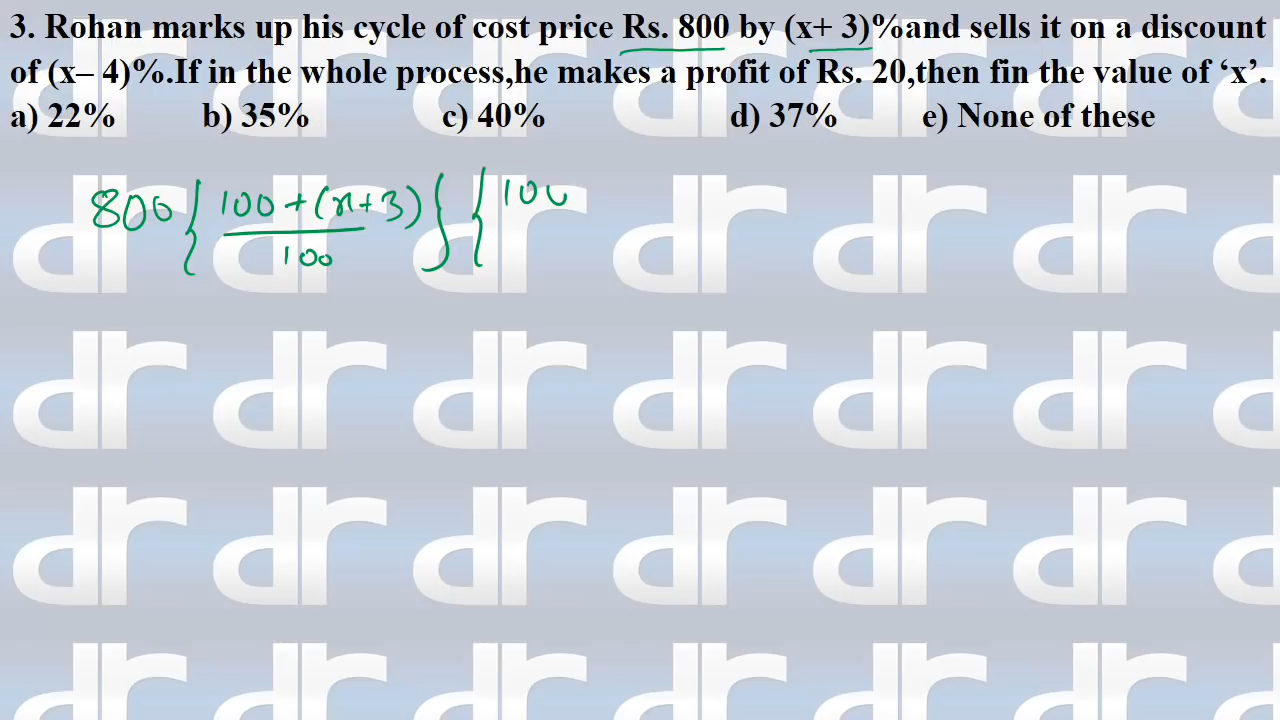 3. Rohan marks up his cycle of cost price Rs. 800 by (x+ 3)%and sells it on a discount
of (x– 4)%.If in the whole process,he makes a profit of Rs. 20,then fin the value of ‘x’.
a) 22% b) 35% c) 40% d) 37% e) None of these
800 { 100 + (x+3) } { 100
100